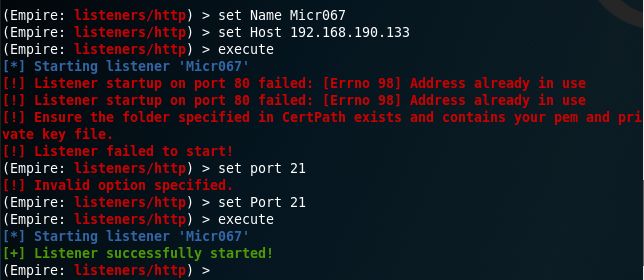 (Empire: listeners/http) > set Name Micr067
(Empire: listeners/http) > set Host 192.168.190.133
(Empire: listeners/http) > execute
[*] Starting listener 'Micr067'
[!] Listener startup on port 80 failed: [Errno 98] Address already in use
[!] Listener startup on port 80 failed: [Errno 98] Address already in use
[!] Ensure the folder specified in CertPath exists and contains your pem and pri
vate key file.
[!] Listener failed to start!
(Empire: listeners/http) > set port 21
[!] Invalid option specified.
(Empire: listeners/http) > set Port 21
(Empire: listeners/http) > execute
[*] Starting listener 'Micr067'
[+] Listener successfully started!
(Empire: listeners/http) >